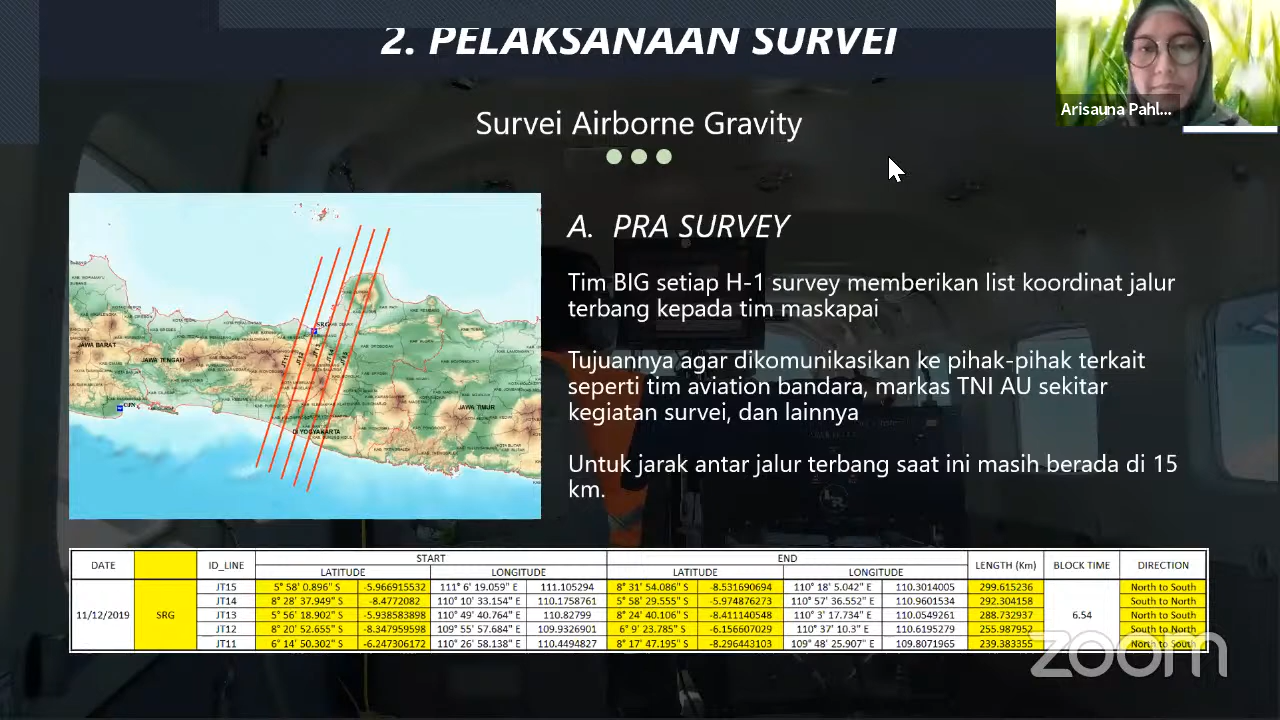 2. PELAKSANAAN SURVEI
Arisauna Pahl...
Survei Airborne Gravity
A. PRA SURVEY
Tim BIG setiap H-1 survey memberikan list koordinat jalur
terbang kepada tim maskapai
Tujuannya agar dikomunikasikan ke pihak-pihak terkait
seperti tim aviation bandara, markas TNI AU sekitar
kegiatan survei, dan lainnya
Untuk jarak antar jalur terbang saat ini masih berada di 15
km.
SRG
JAWA BARAT
JAWA TENGAH
CPN
JAWA TIMUR
DI YOGYAKARTA
DATE ID_LINE START END LENGTH (Km) BLOCK TIME DIRECTION
LATITUDE LONGITUDE LATITUDE LONGITUDE
JT15 5° 58' 0.896" S -5.966915532 111° 6' 19.059" E 111.105294 8° 31' 54.086" S -8.531690694 110° 18' 5.042" E 110.3014005 299.615236 North to South
JT14 8° 28' 37.949" S -8.4772082 110° 10' 33.154" E 110.1758761 5° 58' 29.555" S -5.974876273 110° 57' 36.552" E 110.9601534 292.304158 South to North
11/12/2019 SRG JT13 5° 56' 18.902" S -5.938583898 110° 49' 40.764" E 110.82799 8° 24' 40.106" S -8.411140548 110° 3' 17.734" E 110.0549261 288.732937 6.54 North to South
JT12 8° 20' 52.655" S -8.347959598 109° 55' 57.684" E 109.9326901 6° 9' 23.785" S -6.156607029 110° 37' 10.3" E 110.6195279 255.987952 South to North
JT11 6° 14' 50.302" S -6.247306172 110° 26' 58.138" E 110.4494827 8° 17' 47.195" S -8.296443103 109° 48' 25.907" E 109.8071965 239.383355 North to South
zoom